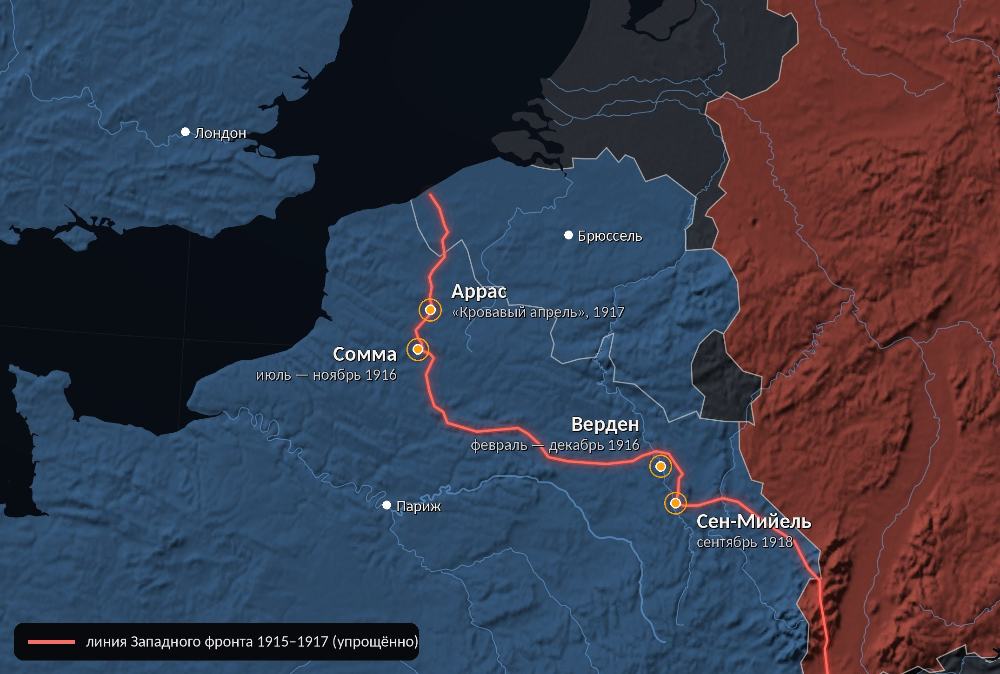 Лондон
Брюссель
Аррас
«Кровавый апрель», 1917
Сомма
июль — ноябрь 1916
Верден
февраль — декабрь 1916
Париж
Сен-Мийель
сентябрь 1918
линия Западного фронта 1915–1917 (упрощённо)